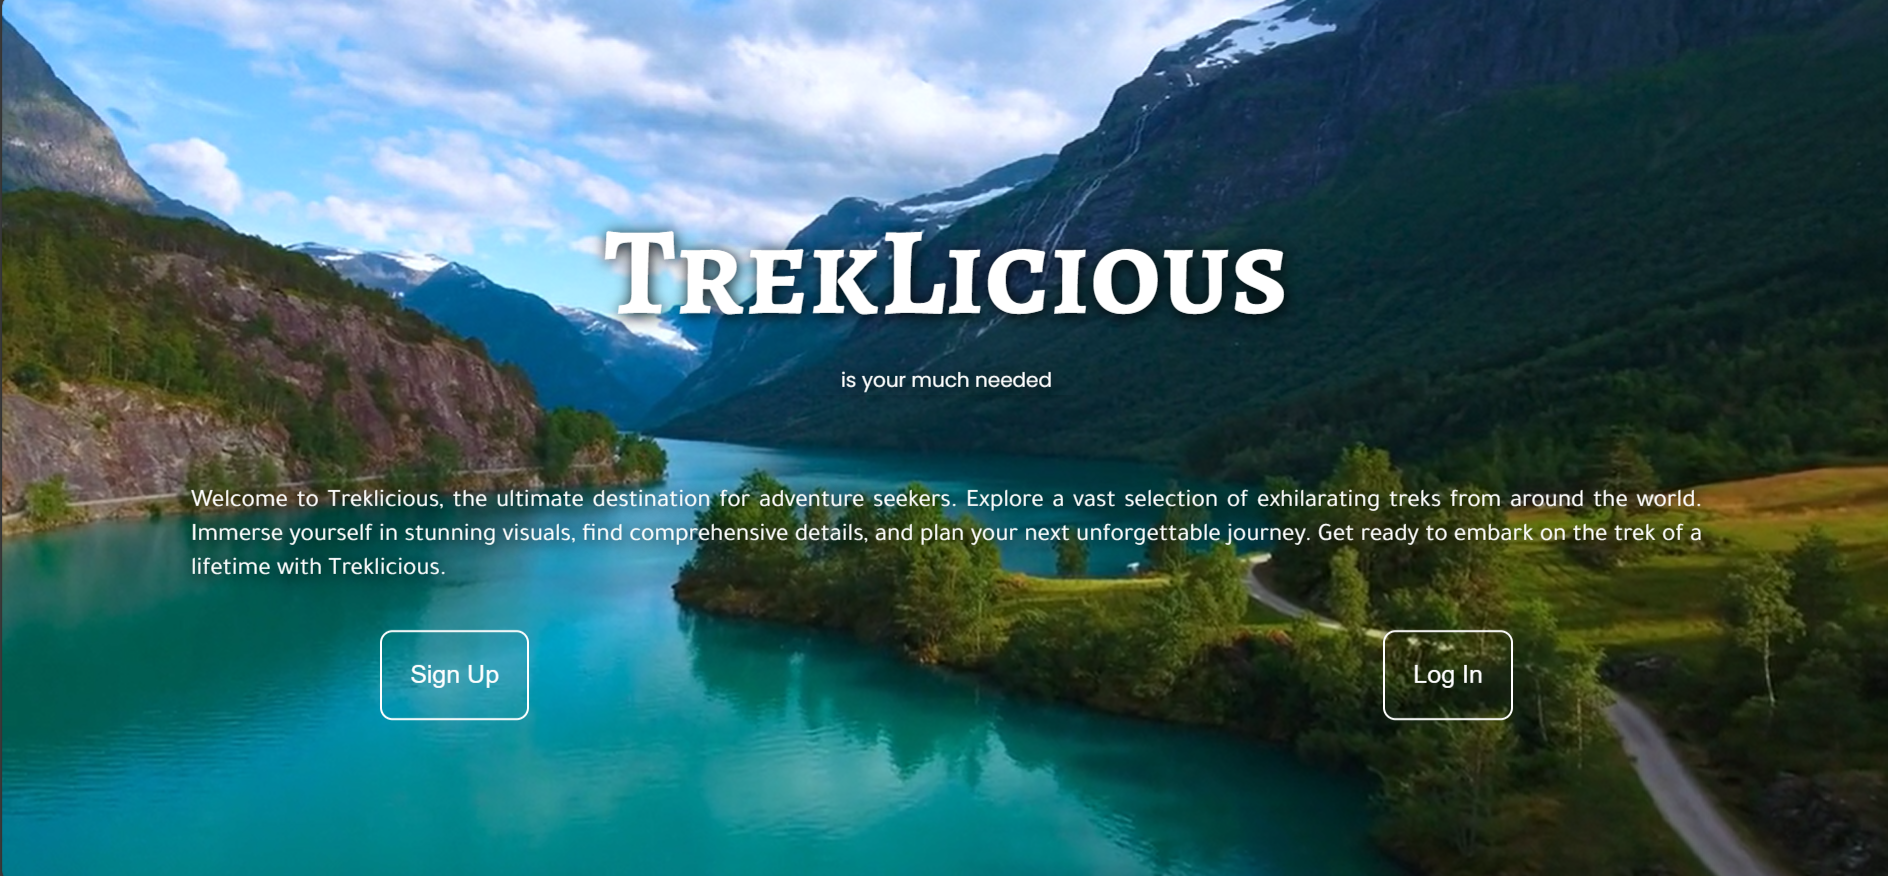 TrekLicious
is your much needed
Welcome to Treklicious, the ultimate destination for adventure seekers. Explore a vast selection of exhilarating treks from around the world.
Immerse yourself in stunning visuals, find comprehensive details, and plan your next unforgettable journey. Get ready to embark on the trek of a
lifetime with Treklicious.
Sign Up
Log In